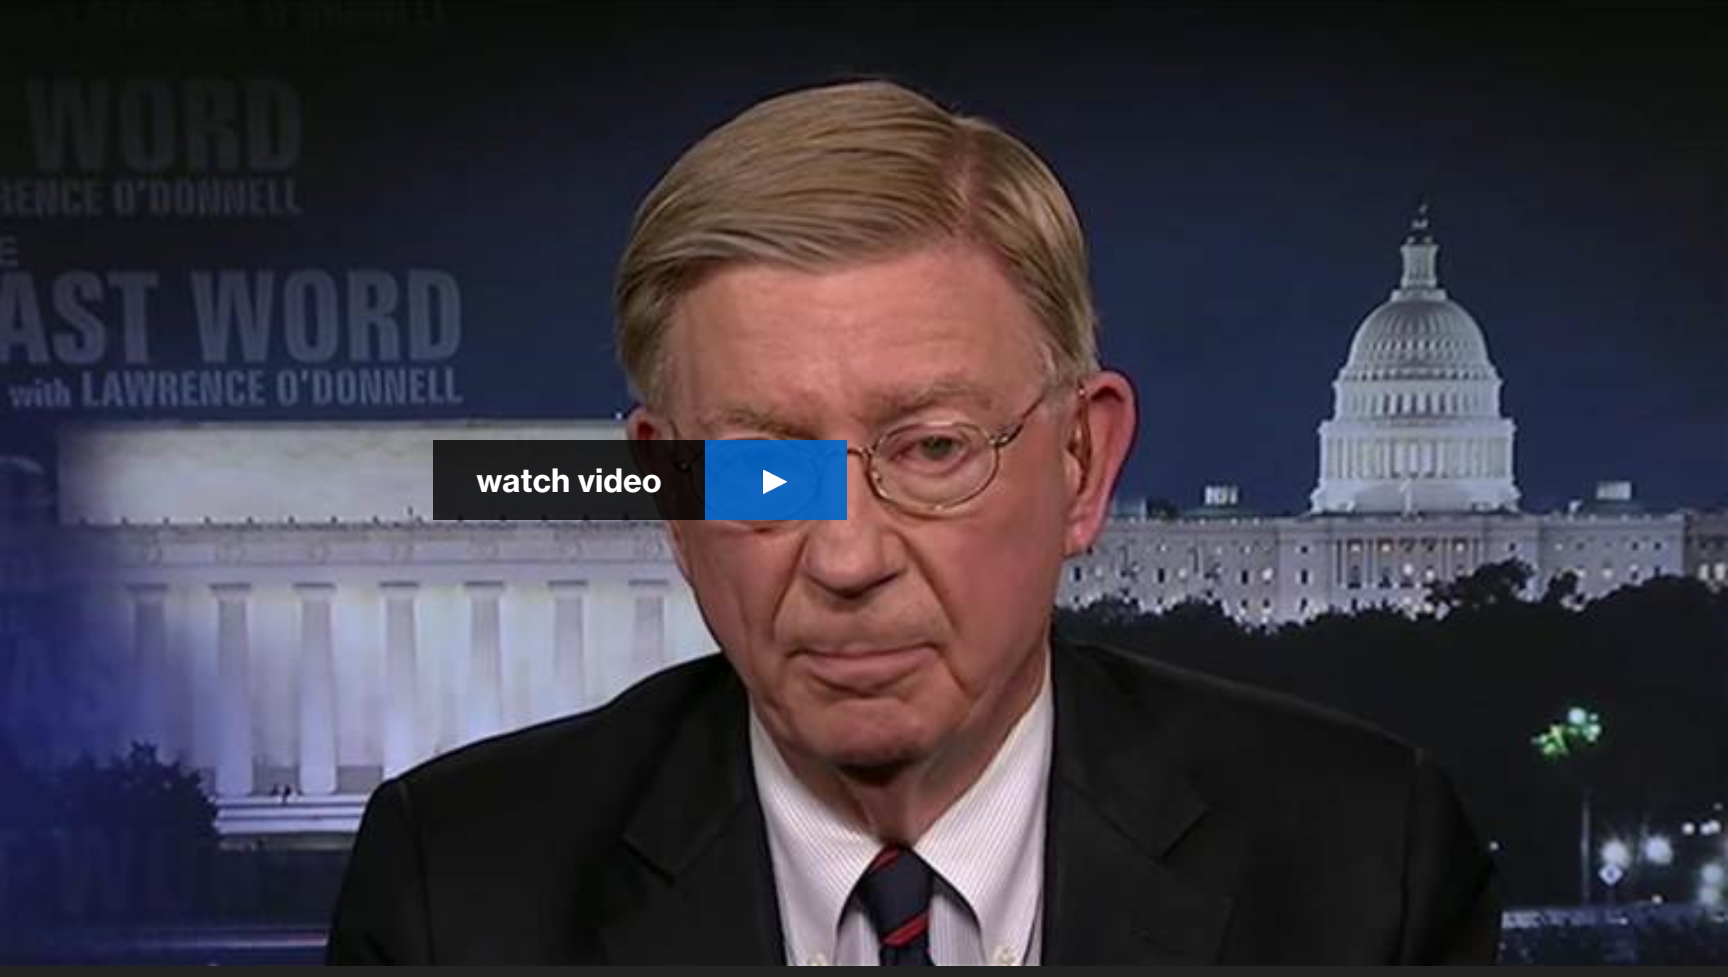 WORD
RENCE O'DONNELL
E
AST WORD
with LAWRENCE O'DONNELL
watch video